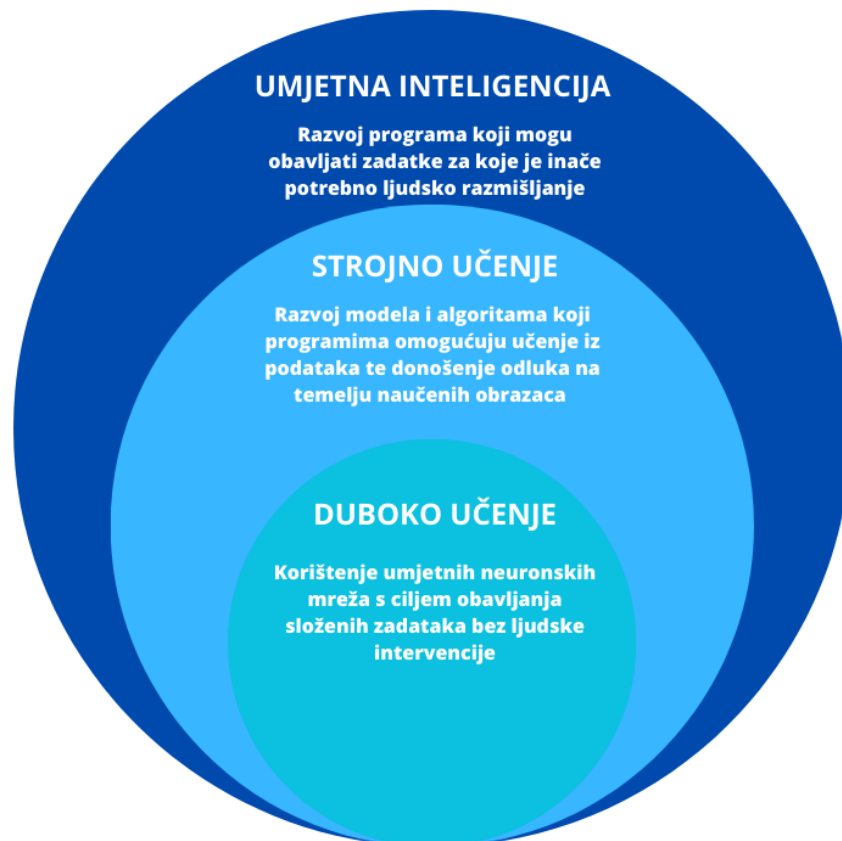 UMJETNA INTELIGENCIJA
Razvoj programa koji mogu
obavljati zadatke za koje je inače
potrebno ljudsko razmišljanje
STROJNO UČENJE
Razvoj modela i algoritama koji
programima omogućuju učenje iz
podataka te donošenje odluka na
temelju naučenih obrazaca
DUBOKO UČENJE
Korištenje umjetnih neuronskih
mreža s ciljem obavljanja
složenih zadataka bez ljudske
intervencije